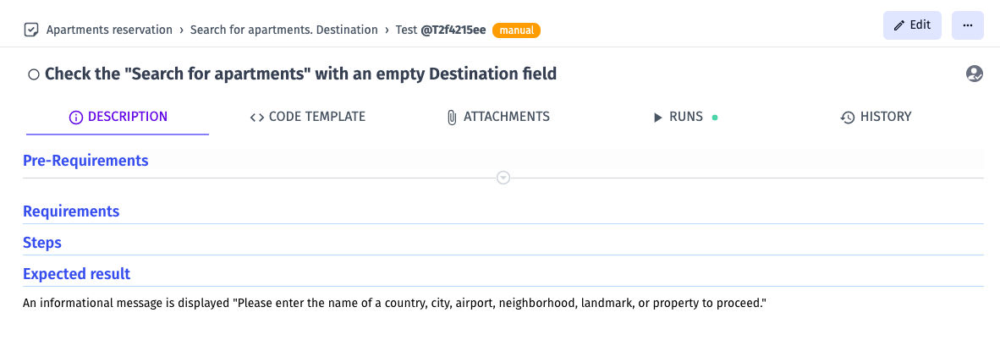 Apartments reservation › Search for apartments. Destination › Test @T2f4215ee manual
Edit
...
Check the "Search for apartments" with an empty Destination field
DESCRIPTION
CODE TEMPLATE
ATTACHMENTS
RUNS
HISTORY
Pre-Requirements
Requirements
Steps
Expected result
An informational message is displayed "Please enter the name of a country, city, airport, neighborhood, landmark, or property to proceed."